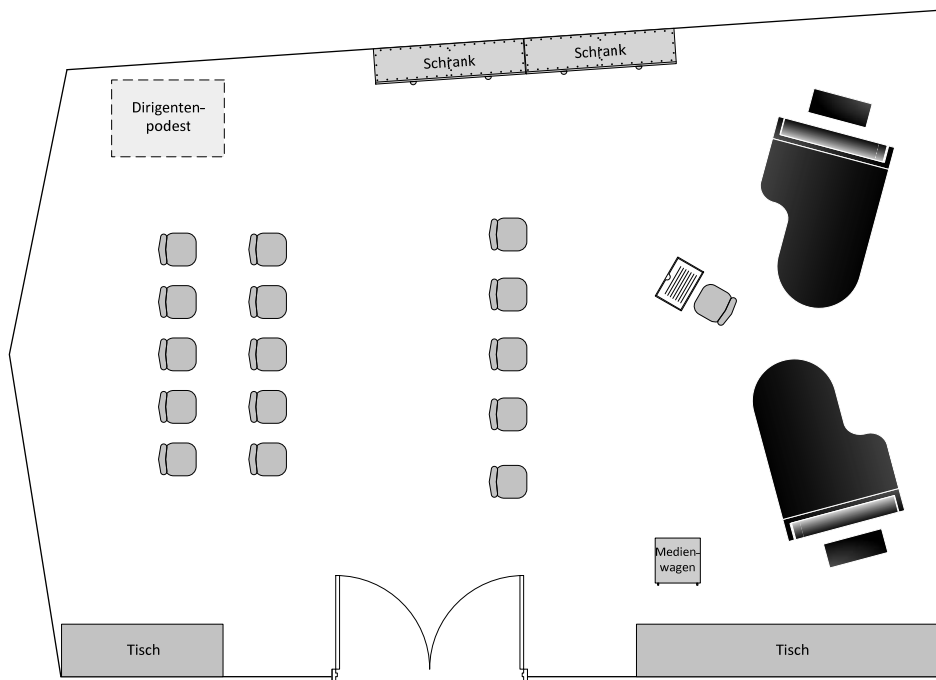 Schrank
Schrank
Dirigenten-
podest
Medien-
wagen
Tisch
Tisch